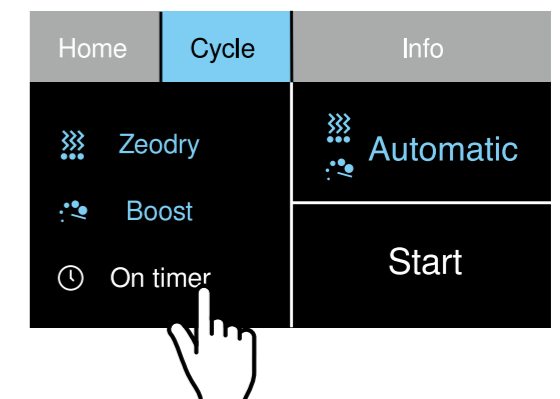 Home Cycle Info
Zeodry
Boost
On timer
Automatic
Start